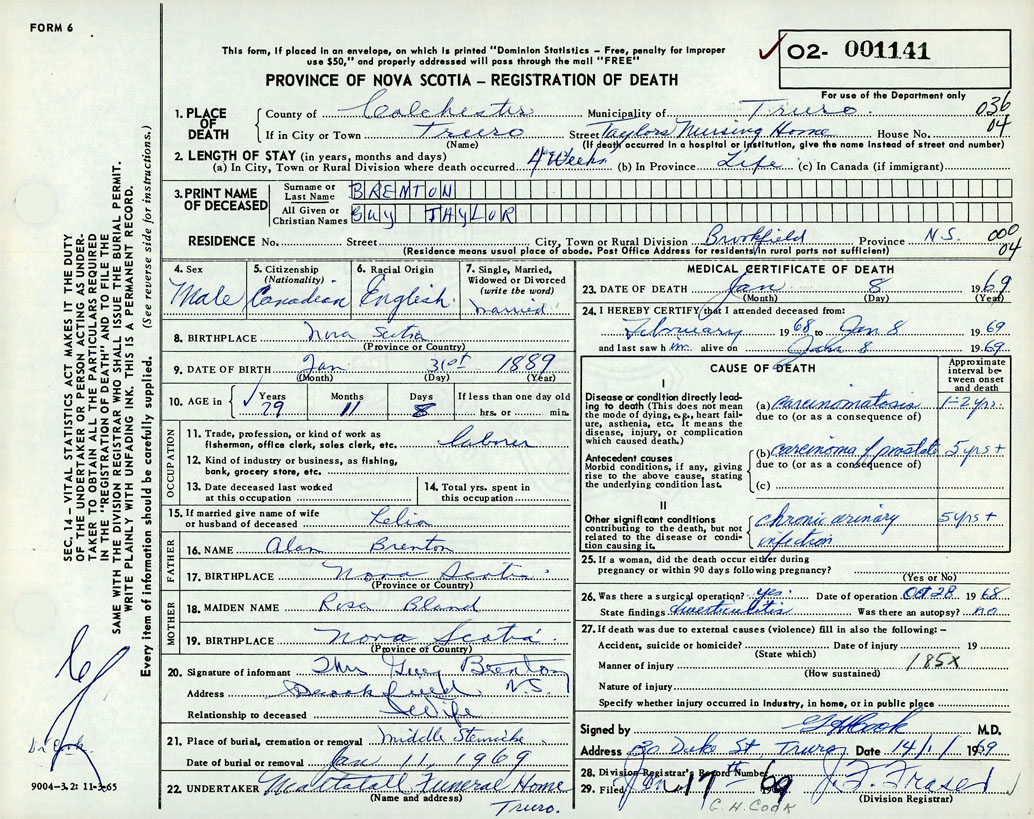 FORM 6
This form, if placed in an envelope, on which is printed "Dominion Statistics – Free, penalty for improper
use $50," and properly addressed will pass through the mail "FREE"
PROVINCE OF NOVA SCOTIA – REGISTRATION OF DEATH
02- 001141
For use of the Department only
036
04
1. PLACE OF DEATH
County of Colchester Municipality of Truro
If in City or Town Truro Street Taylors Nursing Home House No.
(Name) (If death occurred in a hospital or institution, give the name instead of street and number)
2. LENGTH OF STAY (in years, months and days)
(a) In City, Town or Rural Division where death occurred 4 Weeks (b) In Province Life (c) In Canada (if immigrant)
3. PRINT NAME OF DECEASED
Surname or Last Name BRENTON
All Given or Christian Names Guy TAYLOR
RESIDENCE No. Street City, Town or Rural Division Brookfield Province N.S. 000
04
(Residence means usual place of abode, Post Office Address for residents in rural parts not sufficient)
4. Sex
Male
5. Citizenship
(Nationality)
Canadian
6. Racial Origin
English
7. Single, Married,
Widowed or Divorced
(write the word)
married
8. BIRTHPLACE Nova Scotia
(Province or Country)
9. DATE OF BIRTH Jan 31st 1889
(Month) (Day) (Year)
10. AGE in Years 79 Months 11 Days 8 If less than one day old
hrs. or min.
OCCUPATION
11. Trade, profession, or kind of work as
fisherman, office clerk, sales clerk, etc. laborer
12. Kind of industry or business, as fishing,
bank, grocery store, etc.
13. Date deceased last worked
at this occupation
14. Total yrs. spent in
this occupation
15. If married give name of wife
or husband of deceased Lelia
FATHER
16. NAME Alan Brenton
17. BIRTHPLACE Nova Scotia
(Province or Country)
MOTHER
18. MAIDEN NAME Rosa Bland
19. BIRTHPLACE Nova Scotia
(Province or Country)
20. Signature of informant Mrs Guy Brenton
Address Brookfield N.S.
Relationship to deceased Wife
21. Place of burial, cremation or removal Middle Stewiacke
Date of burial or removal Jan 11, 1969
22. UNDERTAKER Mattatall Funeral Home
(Name and address) Truro.
MEDICAL CERTIFICATE OF DEATH
23. DATE OF DEATH Jan 8 1969
(Month) (Day) (Year)
24. I HEREBY CERTIFY that I attended deceased from:
February 1968 to Jan 8 1969
and last saw him alive on Jan 8 1969
CAUSE OF DEATH
Approximate
interval be-
tween onset
and death
I
Disease or condition directly lead-
ing to death (This does not mean
the mode of dying, e.g., heart fail-
ure, asthenia, etc. It means the
disease, injury, or complication
which caused death.)
(a) carcinomatosis 1-2 yrs.
due to (or as a consequence of)
Antecedent causes
Morbid conditions, if any, giving
rise to the above cause, stating
the underlying condition last.
(b) carcinoma of prostate 5 yrs +
due to (or as a consequence of)
(c)
II
Other significant conditions
contributing to the death, but not
related to the disease or condi-
tion causing it.
chronic urinary 5 yrs +
infection
25. If a woman, did the death occur either during
pregnancy or within 90 days following pregnancy?
(Yes or No)
26. Was there a surgical operation? yes. Date of operation Oct 28 1968
State findings diverticulitis Was there an autopsy? no
27. If death was due to external causes (violence) fill in also the following: –
Accident, suicide or homicide? Date of injury 19
(State which)
Manner of injury 185X
(How sustained)
Nature of injury
Specify whether injury occurred in industry, in home, or in public place
Signed by G H Cook M.D.
Address 30 Duke St, Truro Date 14/1/ 1969
28. Division Registrar's Record Number
29. Filed Jan 17 1969 J. F. Fraser
(Division Registrar)
G. H. COOK
SEC. 14 – VITAL STATISTICS ACT MAKES IT THE DUTY
OF THE UNDERTAKER OR PERSON ACTING AS UNDER-
TAKER TO OBTAIN ALL THE PARTICULARS REQUIRED
IN THE "REGISTRATION OF DEATH" AND TO FILE THE
SAME WITH THE DIVISION REGISTRAR WHO SHALL ISSUE THE BURIAL PERMIT.
WRITE PLAINLY WITH UNFADING INK. THIS IS A PERMANENT RECORD.
Every item of information should be carefully supplied. (See reverse side for instructions.)
9004-3.2: 11-3-65